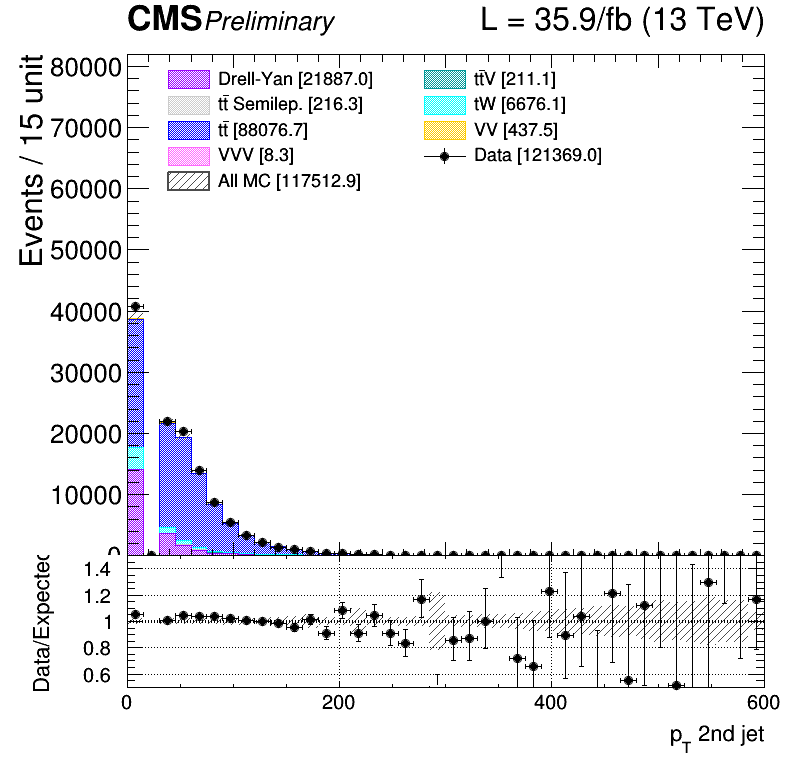 CMS Preliminary L = 35.9/fb (13 TeV)
Events / 15 unit
80000
70000
60000
50000
40000
30000
20000
10000
0
Drell-Yan [21887.0]
tt̄ Semilep. [216.3]
tt̄ [88076.7]
VVV [8.3]
All MC [117512.9]
tt̄V [211.1]
tW [6676.1]
VV [437.5]
Data [121369.0]
Data/Expected
1.4
1.2
1
0.8
0.6
0 200 400 600
p_T 2nd jet